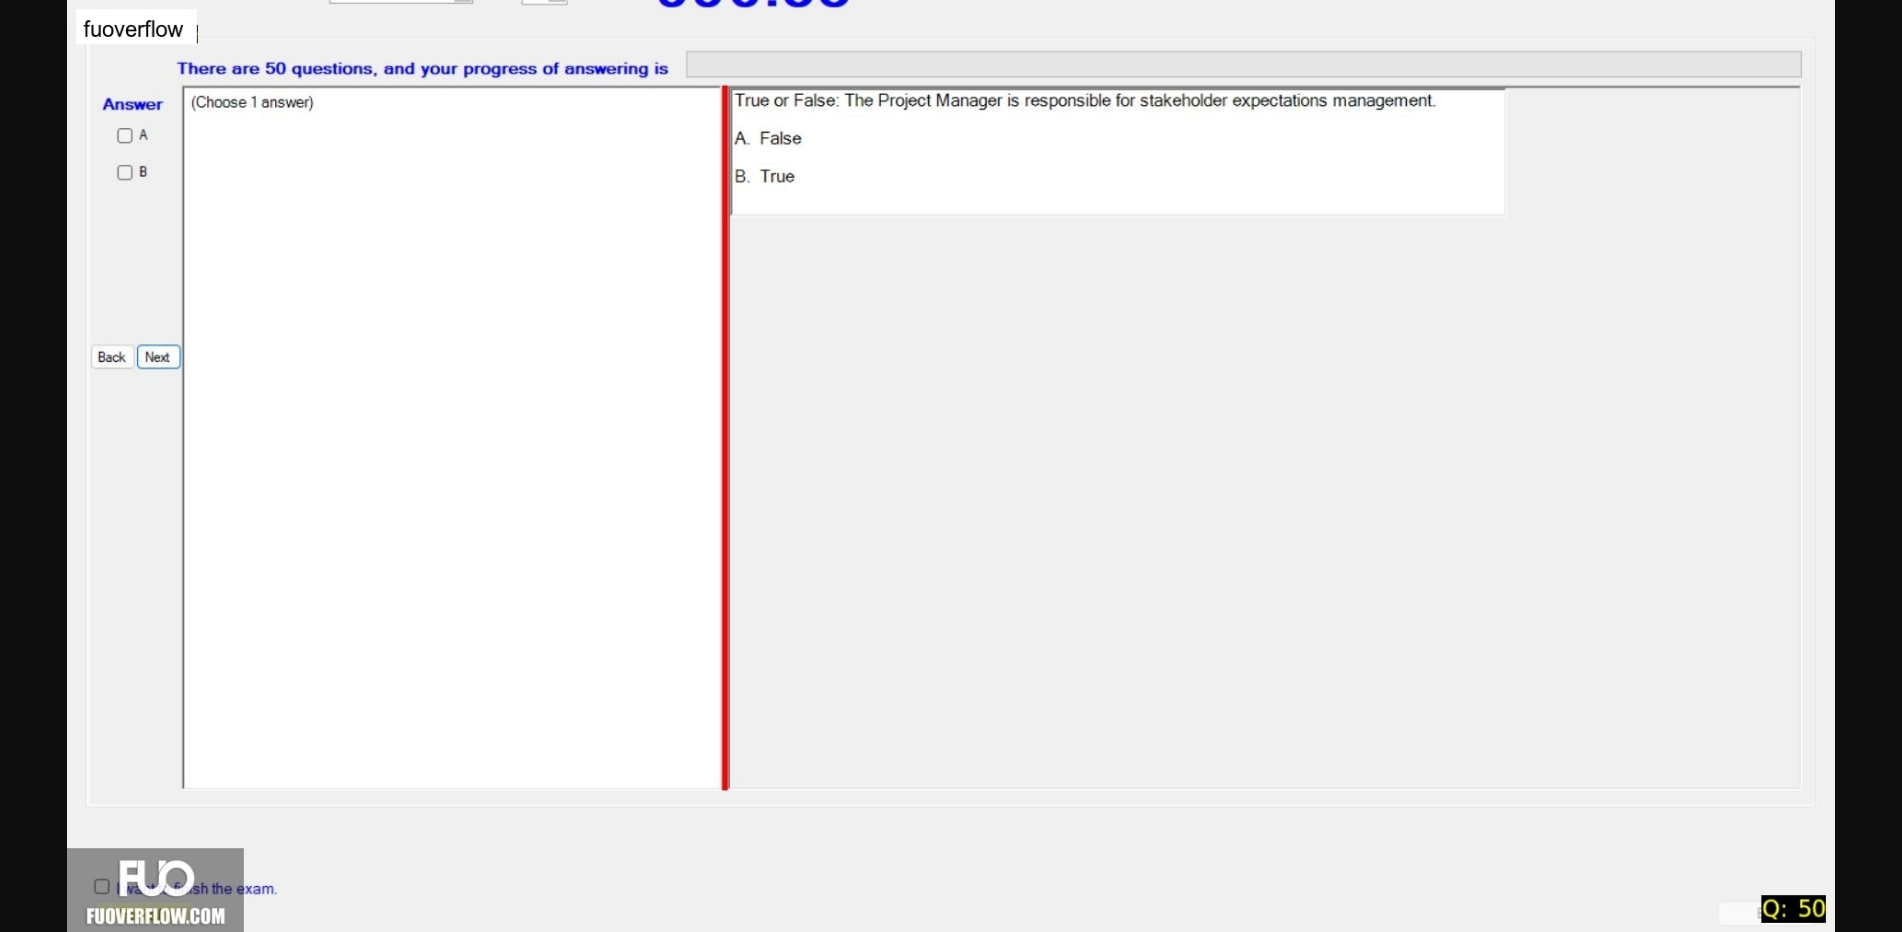 fuoverflow
There are 50 questions, and your progress of answering is
Answer
(Choose 1 answer)
A
B
Back Next
True or False: The Project Manager is responsible for stakeholder expectations management.
A. False
B. True
FUO
sh the exam.
FUOVERFLOW.COM
Q: 50